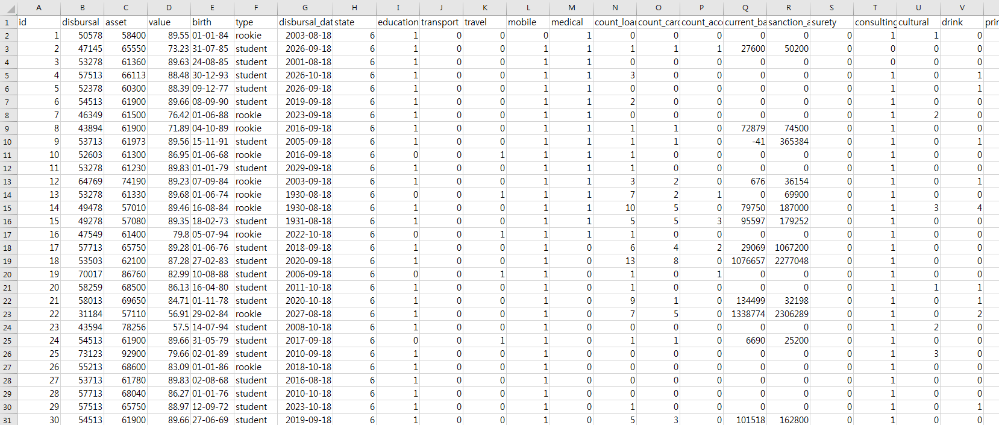 A B C D E F G H I J K L M N O P Q R S T U V
1 id disbursal asset value birth type disbursal_dat state education transport travel mobile medical count_loan count_card count_acco current_ba sanction_a surety consulting cultural drink prin
2 1 50578 58400 89.55 01-01-84 rookie 2003-08-18 6 1 0 0 0 1 0 0 0 0 0 0 1 1 0
3 2 47145 65550 73.23 31-07-85 student 2026-09-18 6 1 0 0 1 1 1 1 1 27600 50200 0 0 0 0
4 3 53278 61360 89.63 24-08-85 student 2001-08-18 6 1 0 0 1 1 0 0 0 0 0 0 0 0 0
5 4 57513 66113 88.48 30-12-93 student 2026-10-18 6 1 0 0 1 1 3 0 0 0 0 0 1 0 1
6 5 52378 60300 88.39 09-12-77 student 2026-09-18 6 1 0 0 1 1 0 0 0 0 0 0 1 0 1
7 6 54513 61900 89.66 08-09-90 student 2019-09-18 6 1 0 0 1 1 2 0 0 0 0 0 1 0 0
8 7 46349 61500 76.42 01-06-88 rookie 2023-09-18 6 1 0 0 1 1 0 0 0 0 0 0 1 2 0
9 8 43894 61900 71.89 04-10-89 rookie 2016-09-18 6 1 0 0 1 1 1 1 0 72879 74500 0 1 0 0
10 9 53713 61973 89.56 15-11-91 student 2005-09-18 6 1 0 0 1 1 1 1 0 -41 365384 0 1 0 1
11 10 52603 61300 86.95 01-06-68 rookie 2016-09-18 6 0 0 1 1 1 1 0 0 0 0 0 1 0 0
12 11 53278 61230 89.83 01-01-79 student 2029-09-18 6 1 0 0 1 1 1 0 0 0 0 0 1 0 0
13 12 64769 74190 89.23 07-09-84 rookie 2003-09-18 6 1 0 0 1 1 3 2 0 676 36154 0 1 0 1
14 13 53278 61330 89.68 01-06-74 rookie 1930-08-18 6 0 0 1 1 1 7 2 1 0 69900 0 1 0 0
15 14 49478 57010 89.46 16-08-84 rookie 1930-08-18 6 1 0 0 1 1 10 5 0 79750 187000 0 1 3 4
16 15 49278 57080 89.35 18-02-73 student 1931-08-18 6 1 0 0 1 1 5 5 3 95597 179252 0 1 0 0
17 16 47549 61400 79.8 05-07-94 rookie 2022-10-18 6 0 0 1 1 1 1 0 0 0 0 0 1 0 0
18 17 57713 65750 89.28 01-06-76 student 2018-09-18 6 1 0 0 1 0 6 4 2 29069 1067200 0 1 0 0
19 18 53503 62100 87.28 27-02-83 student 2020-09-18 6 1 0 0 1 0 13 8 0 1076657 2277048 0 1 0 0
20 19 70017 86760 82.99 10-08-88 student 2006-09-18 6 0 0 1 1 0 1 0 1 0 0 0 1 0 0
21 20 58259 68500 86.13 16-04-80 student 2011-10-18 6 1 0 0 1 0 1 0 0 0 0 0 1 1 1
22 21 58013 69650 84.71 01-11-78 student 2020-10-18 6 1 0 0 1 0 9 1 0 134499 32198 0 1 0 1
23 22 31184 57110 56.91 29-02-84 rookie 2027-08-18 6 1 0 0 1 0 7 5 0 1338774 2306289 0 1 0 2
24 23 43594 78256 57.5 14-07-94 student 2008-10-18 6 1 0 0 1 0 0 0 0 0 0 0 1 2 0
25 24 54513 61900 89.66 31-05-79 student 2017-09-18 6 0 0 1 1 0 1 1 0 6690 25200 0 1 0 0
26 25 73123 92900 79.66 02-01-89 student 2010-09-18 6 1 0 0 1 0 0 0 0 0 0 0 1 3 0
27 26 55213 68600 83.09 01-01-86 rookie 2018-10-18 6 1 0 0 1 0 0 0 0 0 0 0 1 0 0
28 27 53713 61780 89.83 02-08-68 student 2016-08-18 6 1 0 0 1 0 0 0 0 0 0 0 1 0 0
29 28 57713 68040 86.27 01-01-76 student 2010-10-18 6 1 0 0 1 0 0 0 0 0 0 0 1 0 0
30 29 57513 65750 88.97 12-09-72 student 2023-10-18 6 1 0 0 1 0 1 0 0 0 0 0 1 0 1
31 30 54513 61900 89.66 27-06-69 student 2019-09-18 6 1 0 0 1 0 5 3 0 101518 162800 0 1 0 0